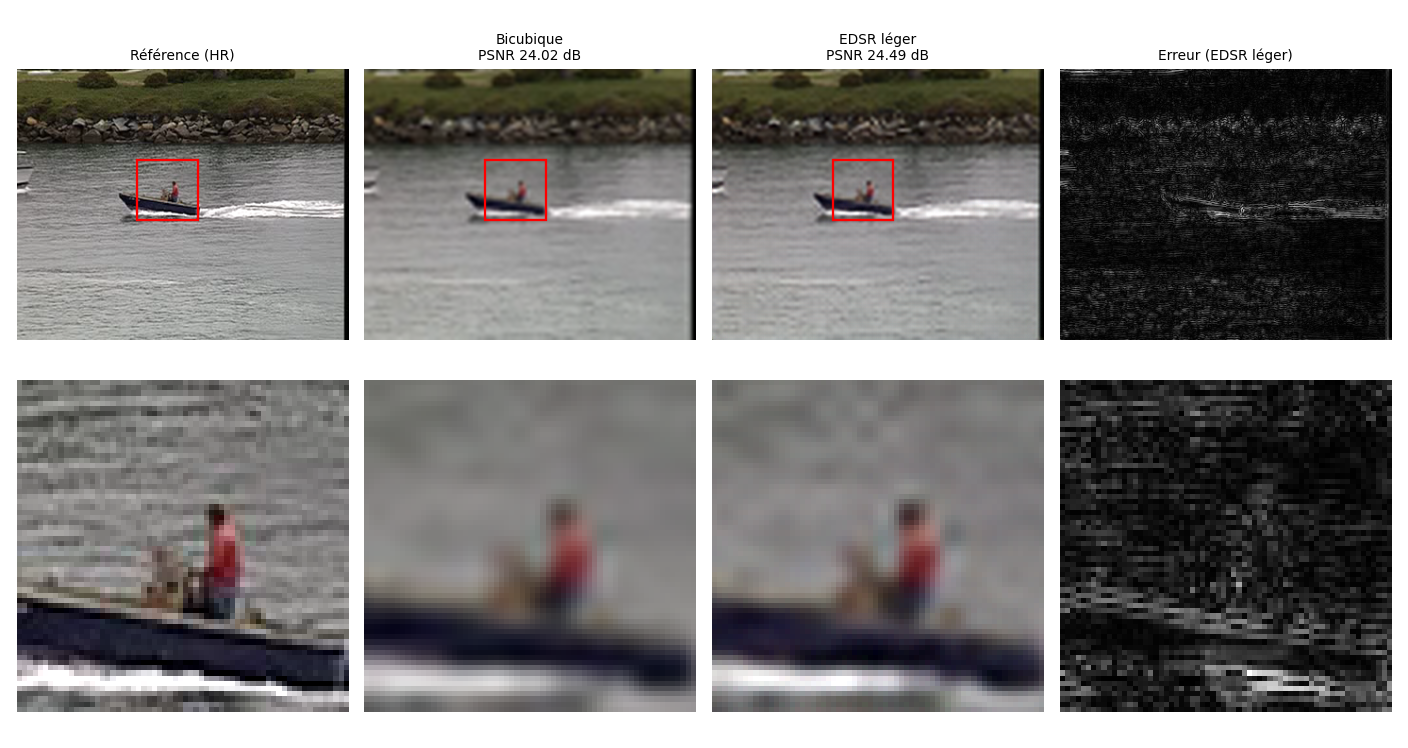 Référence (HR)
Bicubique
PSNR 24.02 dB
EDSR léger
PSNR 24.49 dB
Erreur (EDSR léger)